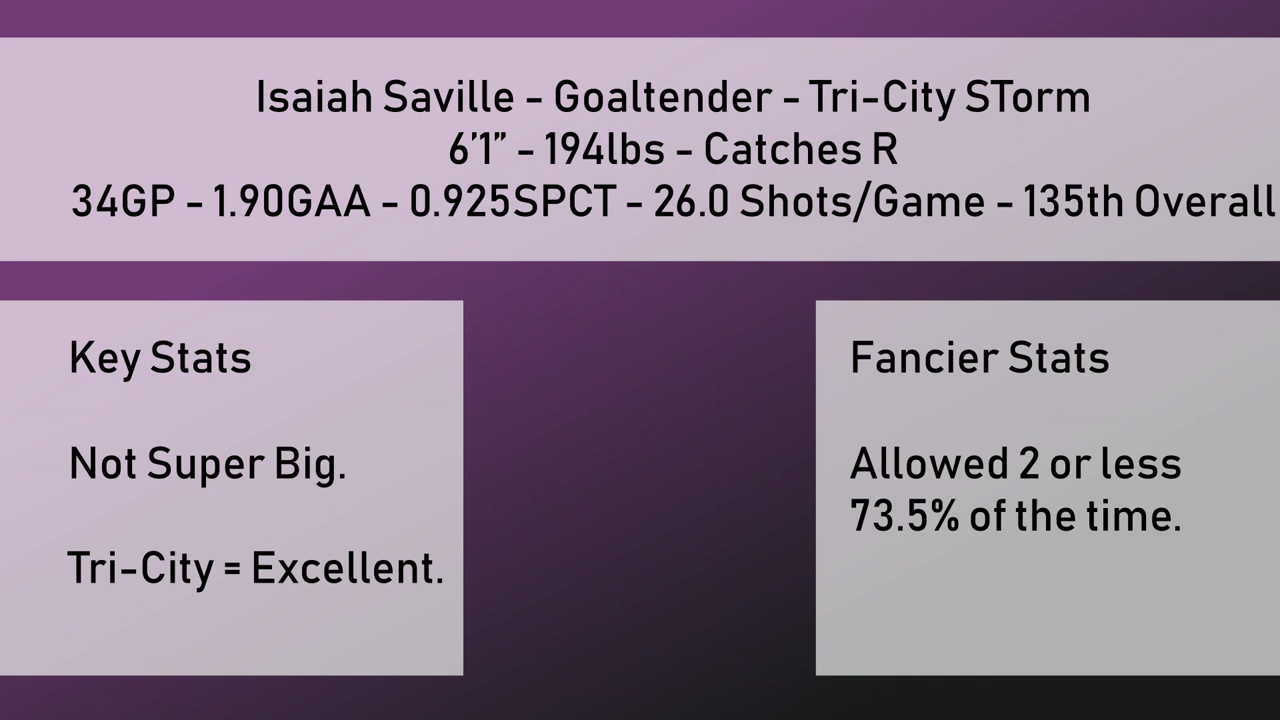 Isaiah Saville - Goaltender - Tri-City STorm
6’1” - 194lbs - Catches R
34GP - 1.90GAA - 0.925SPCT - 26.0 Shots/Game - 135th Overall
Key Stats
Not Super Big.
Tri-City = Excellent.
Fancier Stats
Allowed 2 or less
73.5% of the time.